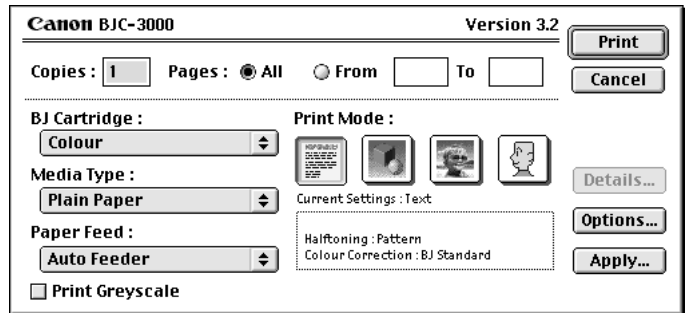 Canon BJC-3000 Version 3.2
Print
Copies : 1 Pages : All From To
Cancel
BJ Cartridge : Print Mode :
Colour
Media Type :
Plain Paper
Current Settings : Text
Details...
Paper Feed :
Options...
Halftoning : Pattern
Auto Feeder
Colour Correction : BJ Standard
Apply...
Print Greyscale